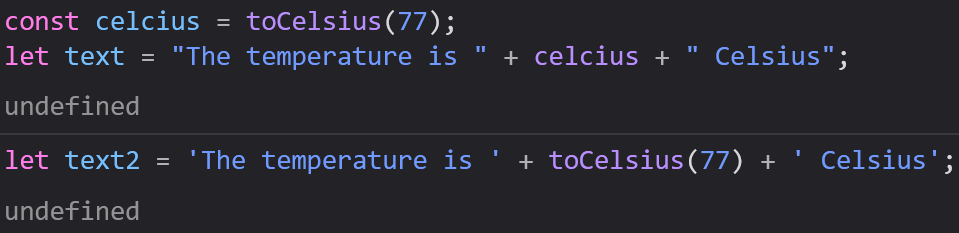 const celcius = toCelsius(77);
let text = "The temperature is " + celcius + " Celsius";
undefined
let text2 = 'The temperature is ' + toCelsius(77) + ' Celsius';
undefined